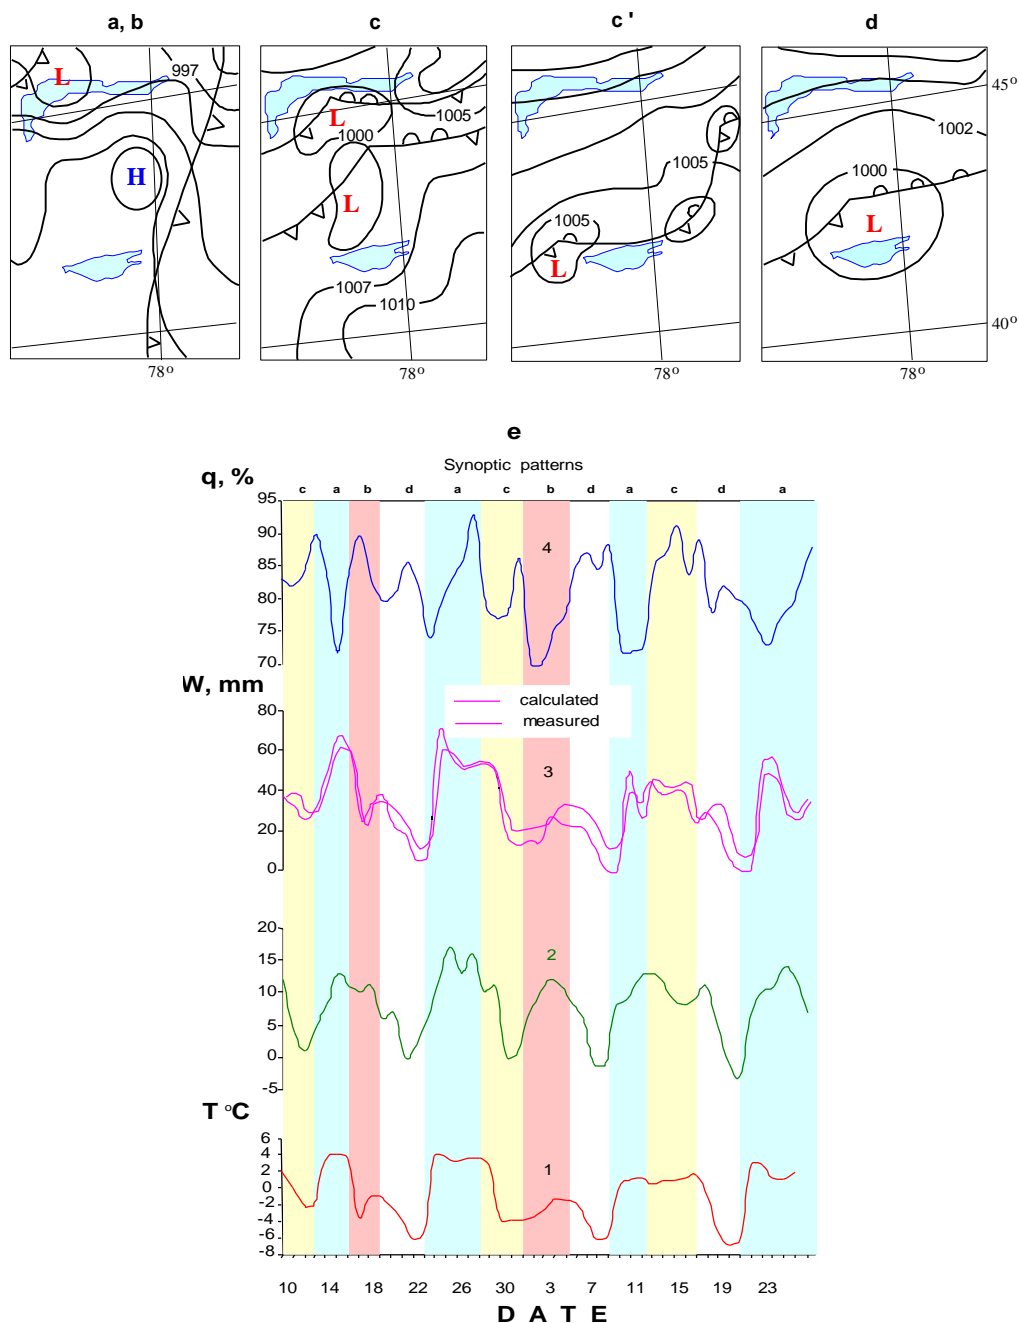 a, b
c
c '
d
L
997
H
78°
L
1000
1005
L
1007
1010
78°
1005
1005
L
78°
1002
1000
L
45°
40°
78°
e
Synoptic patterns
q, %
c a b d a c b d a c d a
95
90
85
80
75
70
4
W, mm
calculated
measured
80
60
40
20
0
3
20
15
10
5
0
-5
2
T °C
6
4
2
0
-2
-4
-6
-8
1
10 14 18 22 26 30 3 7 11 15 19 23
D A T E